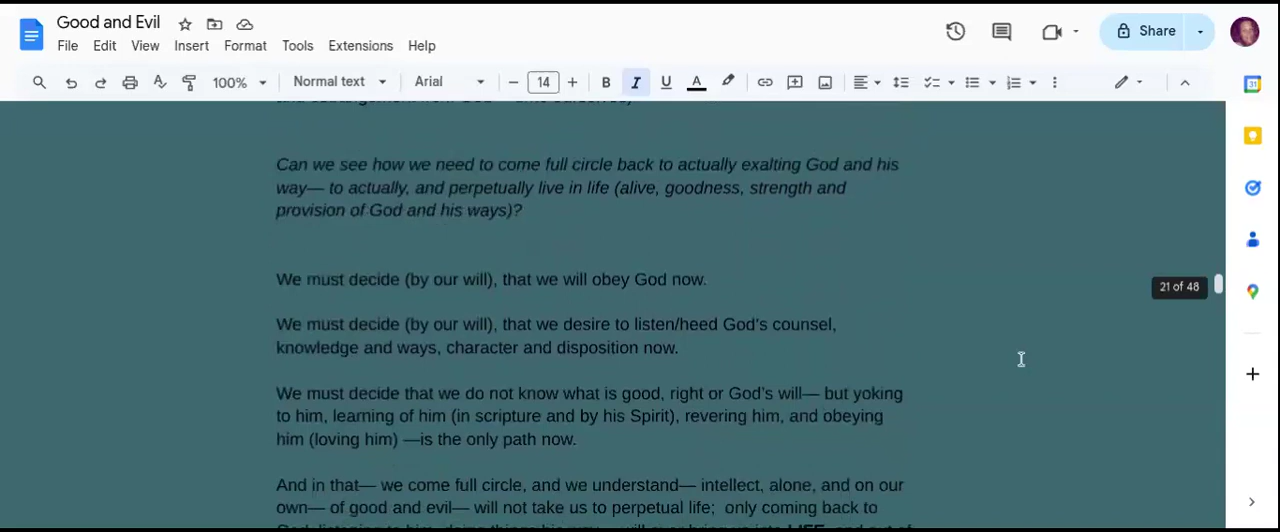 Good and Evil
File Edit View Insert Format Tools Extensions Help
Share
100% Normal text Arial 14 B I U A
31
Can we see how we need to come full circle back to actually exalting God and his
way— to actually, and perpetually live in life (alive, goodness, strength and
provision of God and his ways)?
We must decide (by our will), that we will obey God now.
21 of 48
We must decide (by our will), that we desire to listen/heed God's counsel,
knowledge and ways, character and disposition now.
We must decide that we do not know what is good, right or God's will— but yoking
to him, learning of him (in scripture and by his Spirit), revering him, and obeying
him (loving him) —is the only path now.
And in that— we come full circle, and we understand— intellect, alone, and on our
own— of good and evil— will not take us to perpetual life; only coming back to